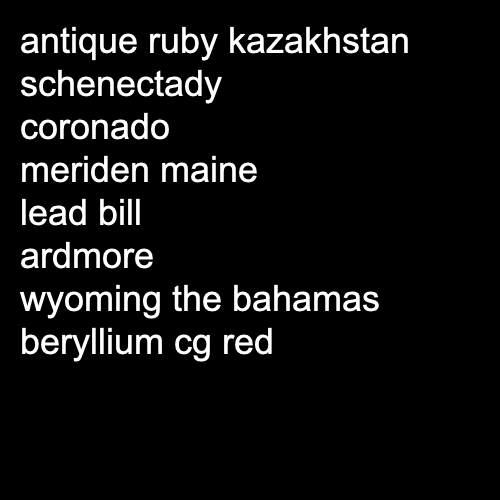 antique ruby kazakhstan
schenectady
coronado
meriden maine
lead bill
ardmore
wyoming the bahamas
beryllium cg red